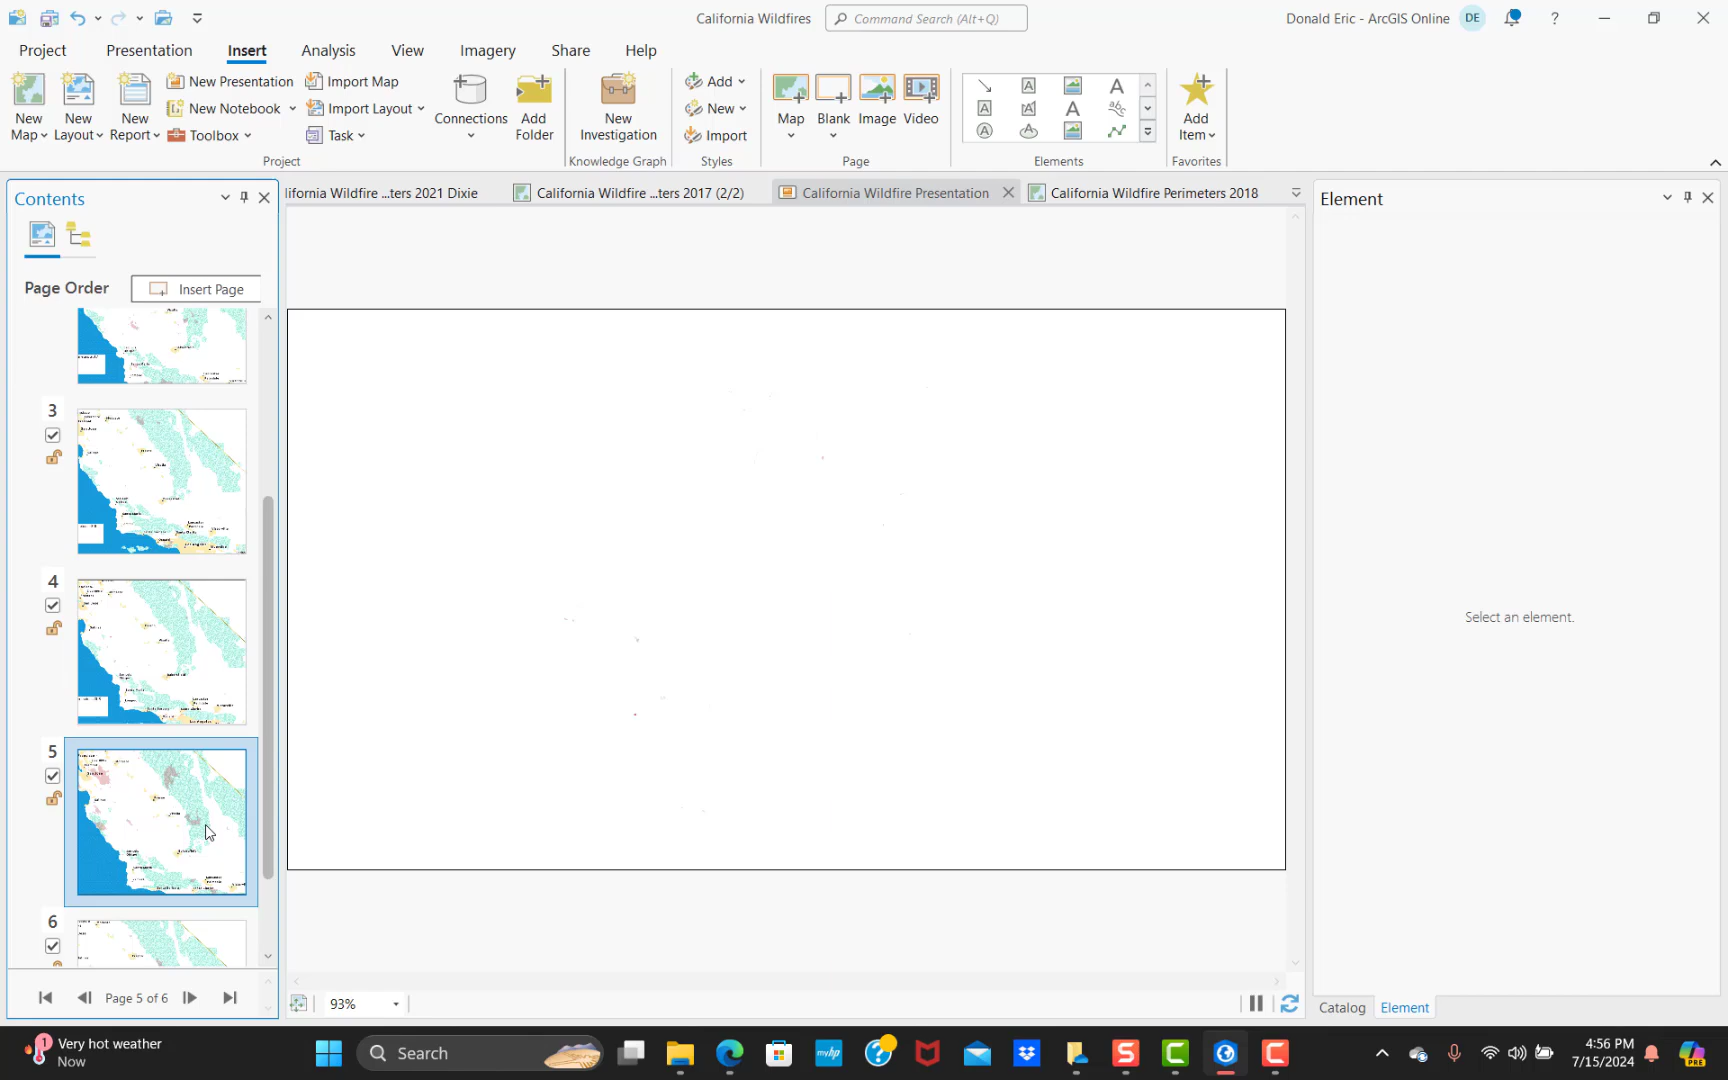 California Wildfires
Command Search (Alt+Q)
Donald Eric - ArcGIS Online
DE
?
Project
Presentation
Insert
Analysis
View
Imagery
Share
Help
New
Map
New
Layout
New
Report
New Presentation
New Notebook
Toolbox
Import Map
Import Layout
Task
Connections
Add
Folder
New
Investigation
Add
New
Import
Map
Blank
Image
Video
Add
Item
Project
Knowledge Graph
Styles
Page
Elements
Favorites
Contents
lifornia Wildfire ...ters 2021 Dixie
California Wildfire ...ters 2017 (2/2)
California Wildfire Presentation
California Wildfire Perimeters 2018
Element
Page Order
Insert Page
3
4
5
6
Select an element.
Page 5 of 6
93%
Catalog
Element
1
Very hot weather
Now
Search
myhp
S
C
C
4:56 PM
7/15/2024
PRE